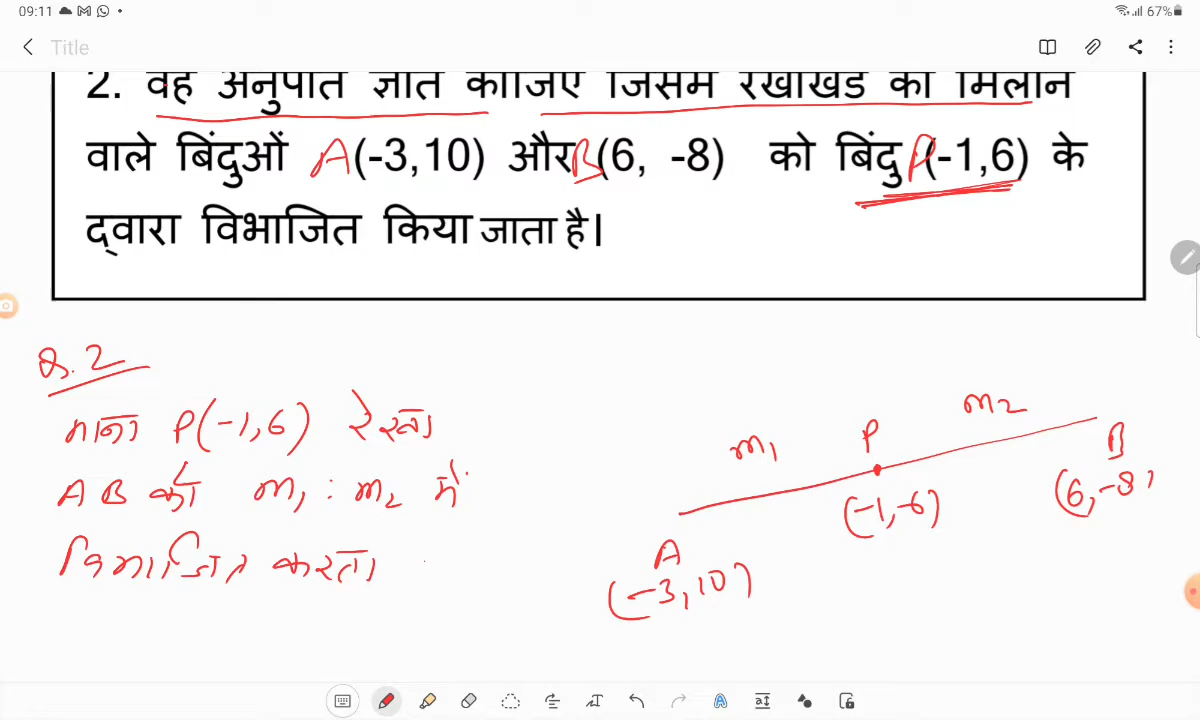 09:11
67%
Title
2. वह अनुपात ज्ञात कीजिए जिसमें रेखाखंड को मिलाने
वाले बिंदुओं A(-3,10) और B(6, -8) को बिंदु P(-1,6) के
द्वारा विभाजित किया जाता है।
Q.2
माना P(-1,6) रेखा
AB को m1 : m2 में
विभाजित करता
m1 P m2
A (-3,10)
(-1,-6)
B (6,-8)